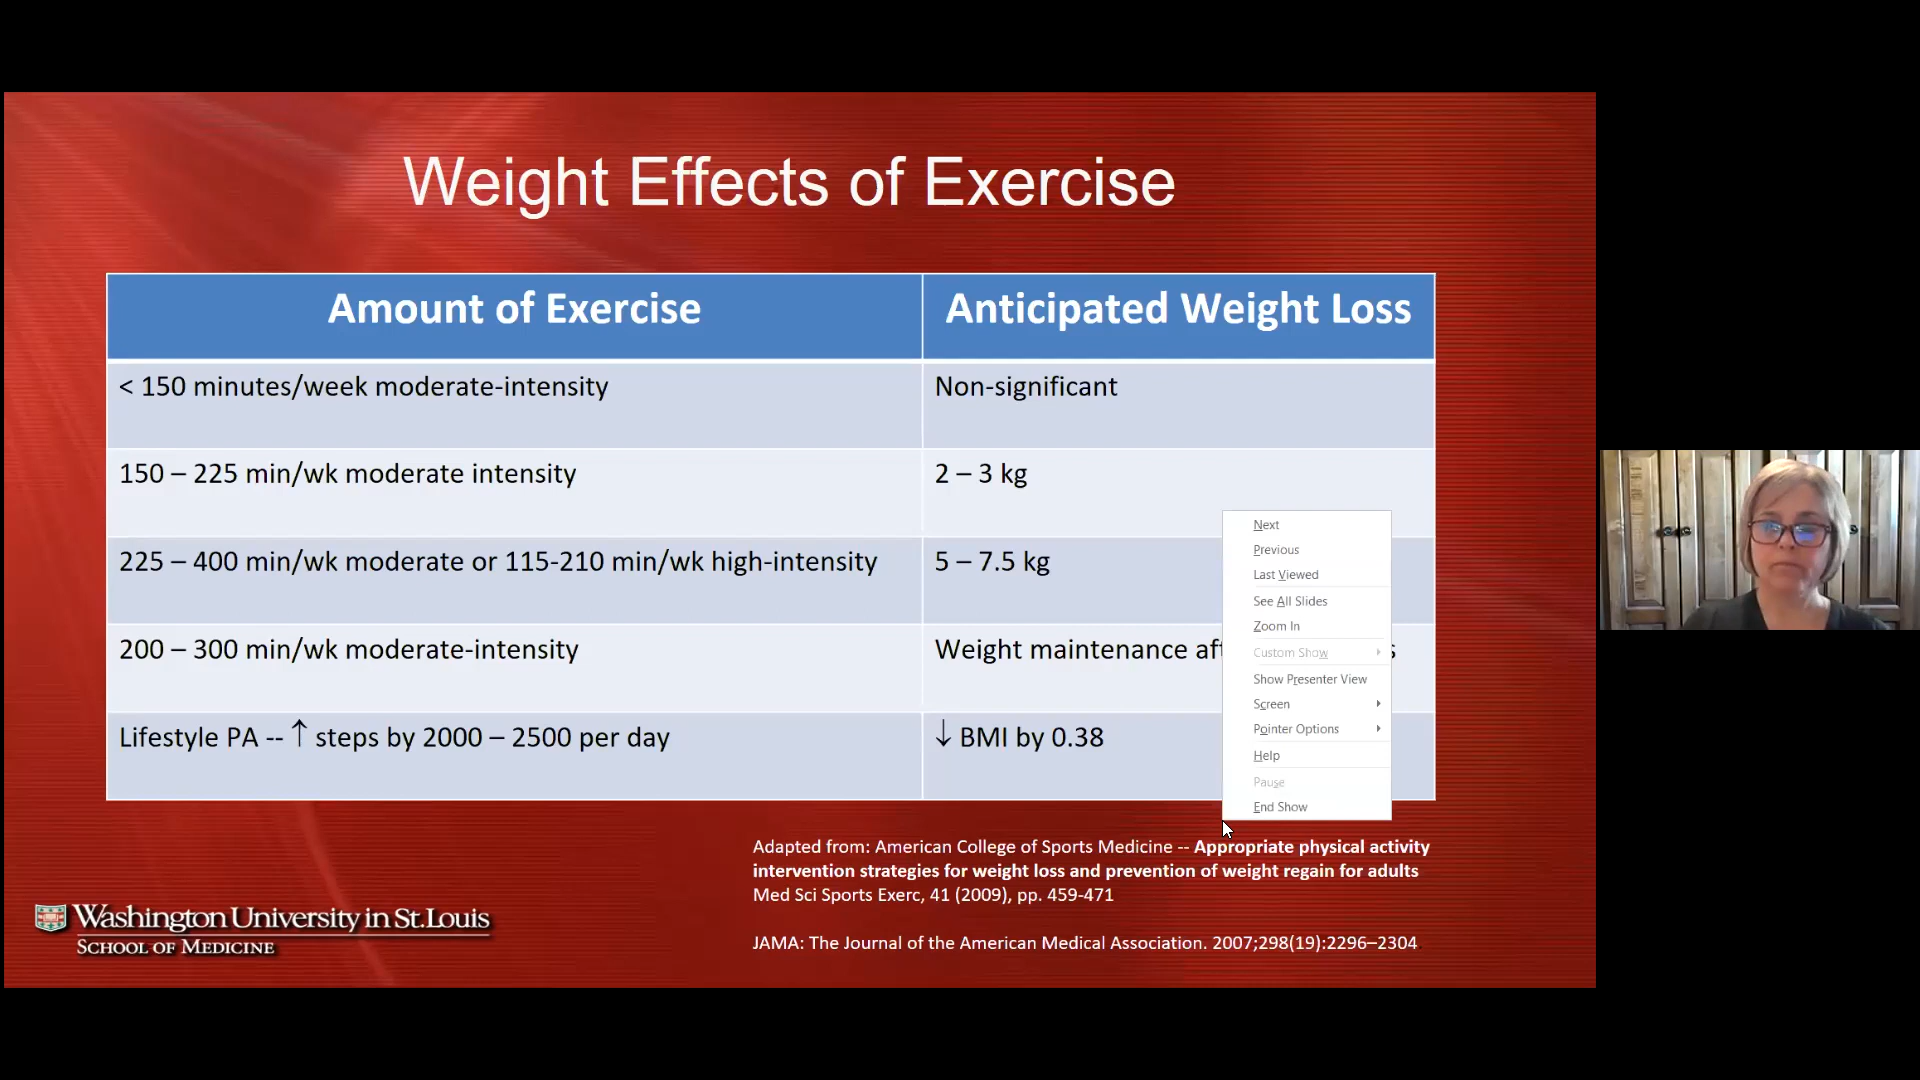 Weight Effects of Exercise
Amount of Exercise
Anticipated Weight Loss
< 150 minutes/week moderate-intensity
Non-significant
150 – 225 min/wk moderate intensity
2 – 3 kg
225 – 400 min/wk moderate or 115-210 min/wk high-intensity
5 – 7.5 kg
200 – 300 min/wk moderate-intensity
Weight maintenance
Lifestyle PA -- ↑ steps by 2000 – 2500 per day
↓ BMI by 0.38
Next
Previous
Last Viewed
See All Slides
Zoom In
Custom Show
Show Presenter View
Screen
Pointer Options
Help
Pause
End Show
Adapted from: American College of Sports Medicine -- Appropriate physical activity
intervention strategies for weight loss and prevention of weight regain for adults
Med Sci Sports Exerc, 41 (2009), pp. 459-471
JAMA: The Journal of the American Medical Association. 2007;298(19):2296–2304
Washington University in St. Louis
SCHOOL OF MEDICINE